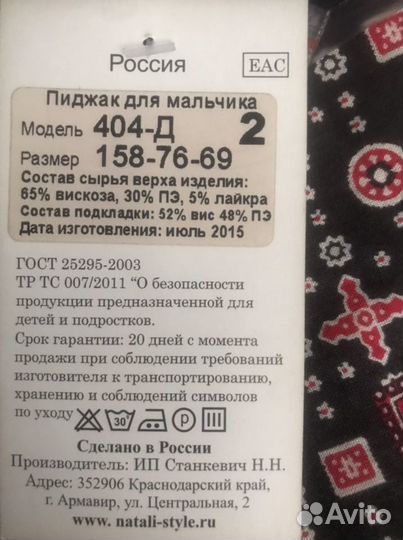 Россия
EAC
Пиджак для мальчика
Модель 404-Д 2
Размер 158-76-69
Состав сырья верха изделия:
65% вискоза, 30% ПЭ, 5% лайкра
Состав подкладки: 52% вис 48% ПЭ
Дата изготовления: июль 2015
ГОСТ 25295-2003
ТР ТС 007/2011 “О безопасности
продукции предназначенной для
детей и подростков.
Срок гарантии: 20 дней с момента
продажи при соблюдении требований
изготовителя к транспортированию,
хранению и соблюдений символов
по уходу 30 P
Сделано в России
Производитель: ИП Станкевич Н.Н.
Адрес: 352906 Краснодарский край,
г. Армавир, ул. Центральная, 2
www. natali-style.ru
Avito